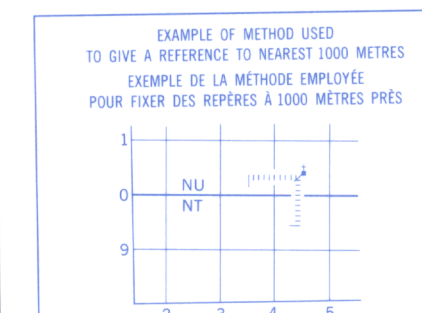 EXAMPLE OF METHOD USED
TO GIVE A REFERENCE TO NEAREST 1000 METRES
EXEMPLE DE LA MÉTHODE EMPLOYÉE
POUR FIXER DES REPÈRES À 1000 MÈTRES PRÈS
1
NU
0
NT
9
2 3 4 5